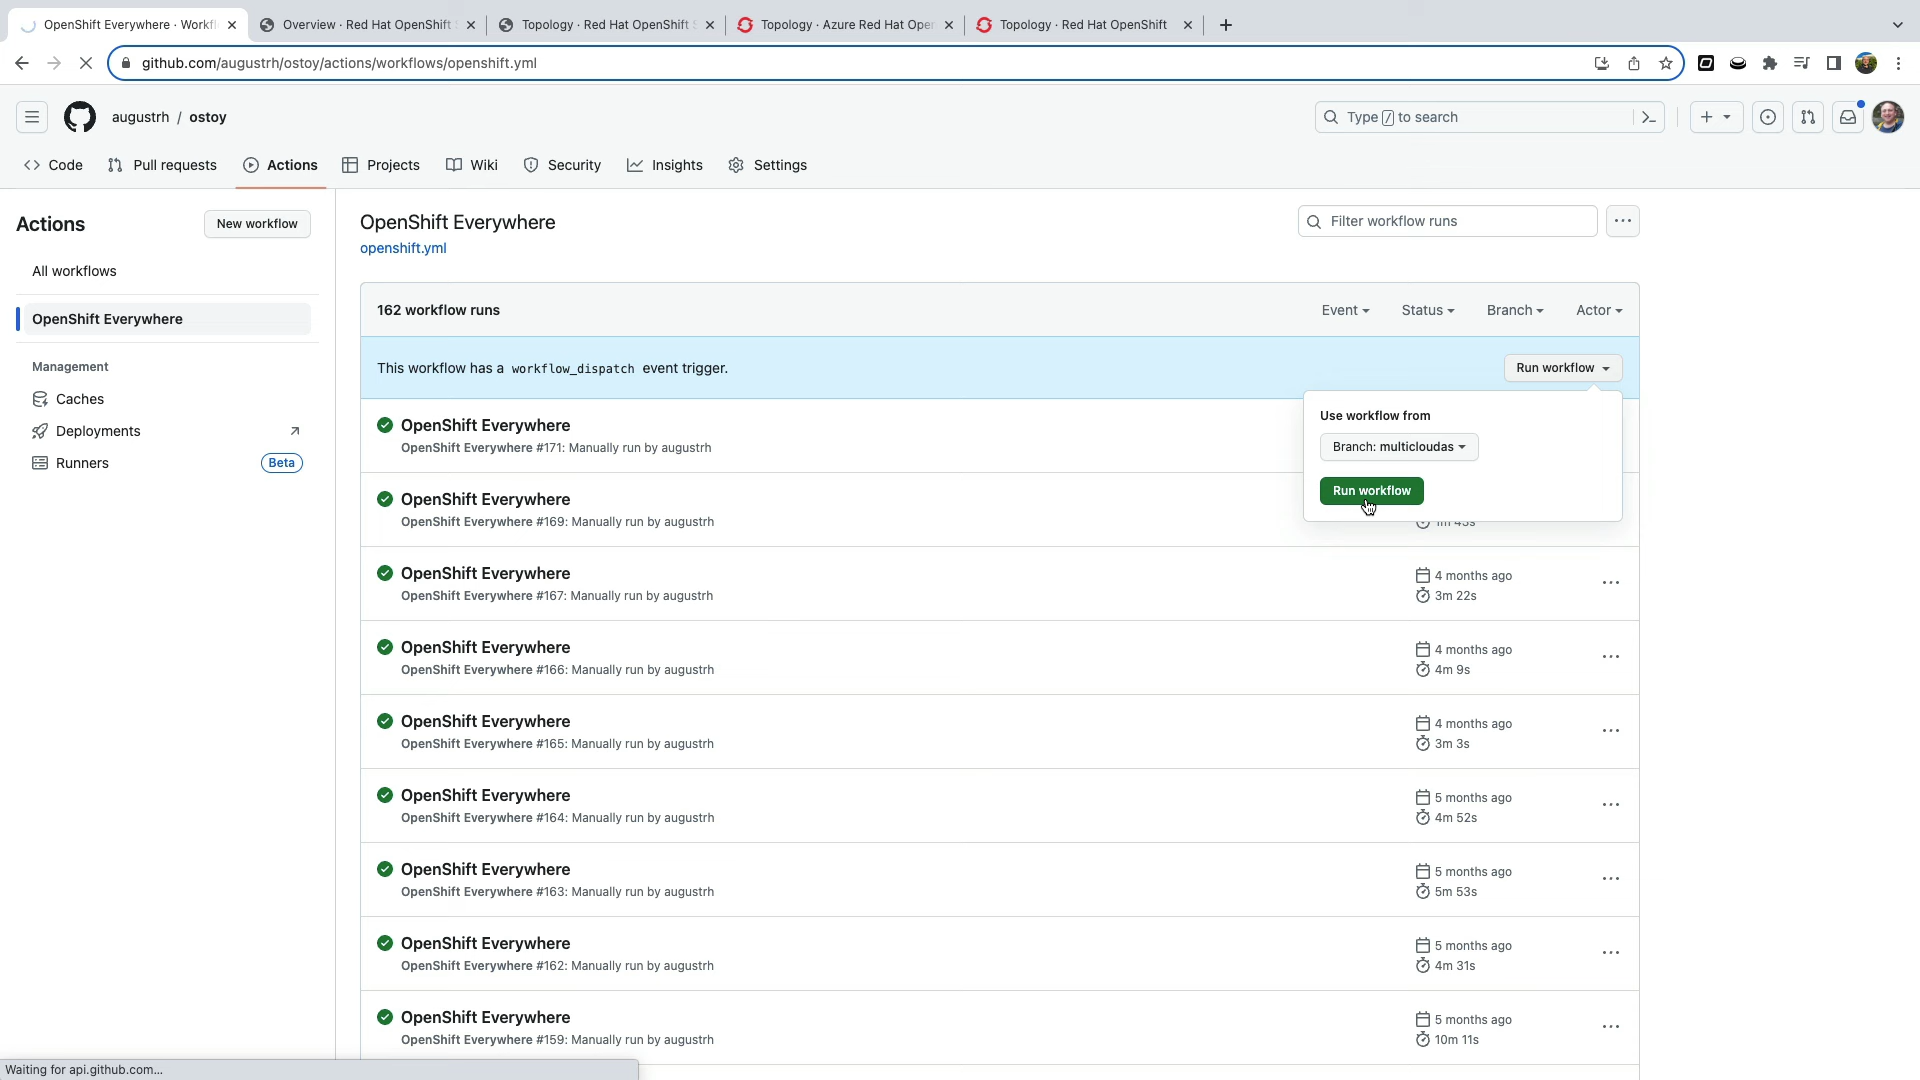 OpenShift Everywhere · Workfl
Overview · Red Hat OpenShift
Topology · Red Hat OpenShift S
Topology · Azure Red Hat Open
Topology · Red Hat OpenShift
github.com/augustrh/ostoy/actions/workflows/openshift.yml
augustrh / ostoy
Type / to search
Code
Pull requests
Actions
Projects
Wiki
Security
Insights
Settings
Actions
New workflow
All workflows
OpenShift Everywhere
Management
Caches
Deployments
Runners
Beta
OpenShift Everywhere
openshift.yml
Filter workflow runs
162 workflow runs
Event
Status
Branch
Actor
This workflow has a workflow_dispatch event trigger.
Run workflow
Use workflow from
Branch: multicloudas
Run workflow
OpenShift Everywhere
OpenShift Everywhere #171: Manually run by augustrh
OpenShift Everywhere
OpenShift Everywhere #169: Manually run by augustrh
1m 43s
OpenShift Everywhere
OpenShift Everywhere #167: Manually run by augustrh
4 months ago
3m 22s
OpenShift Everywhere
OpenShift Everywhere #166: Manually run by augustrh
4 months ago
4m 9s
OpenShift Everywhere
OpenShift Everywhere #165: Manually run by augustrh
4 months ago
3m 3s
OpenShift Everywhere
OpenShift Everywhere #164: Manually run by augustrh
5 months ago
4m 52s
OpenShift Everywhere
OpenShift Everywhere #163: Manually run by augustrh
5 months ago
5m 53s
OpenShift Everywhere
OpenShift Everywhere #162: Manually run by augustrh
5 months ago
4m 31s
OpenShift Everywhere
OpenShift Everywhere #159: Manually run by augustrh
5 months ago
10m 11s
Waiting for api.github.com...